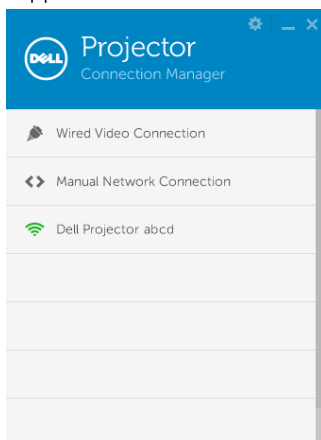 DELL
Projector
Connection Manager
Wired Video Connection
Manual Network Connection
Dell Projector abcd